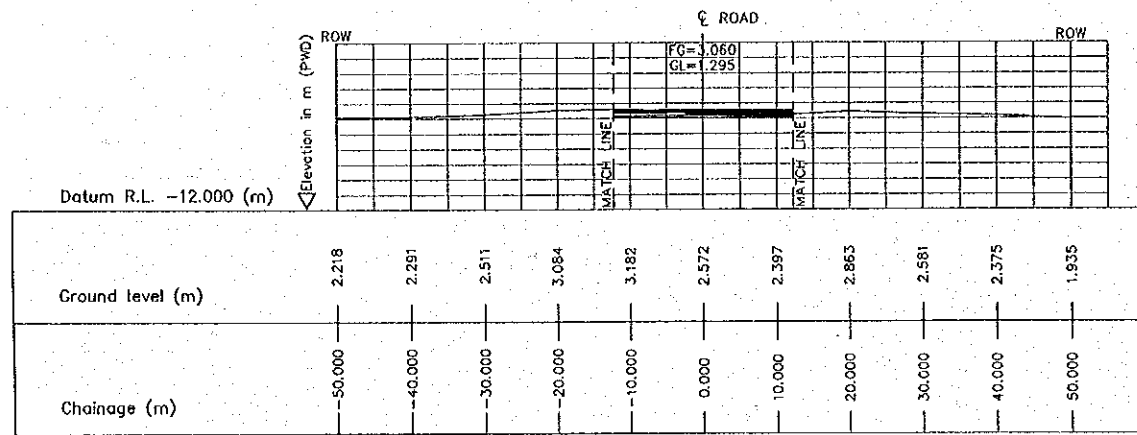 ℄ ROAD
ROW
ROW
FG=3.060
GL=1.295
Elevation in m (PWD)
MATCH LINE
MATCH LINE
Datum R.L. -12.000 (m)
Ground level (m)
2.218
2.291
2.511
3.084
3.182
2.572
2.397
2.863
2.581
2.375
1.935
Chainage (m)
-50.000
-40.000
-30.000
-20.000
-10.000
0.000
10.000
20.000
30.000
40.000
50.000